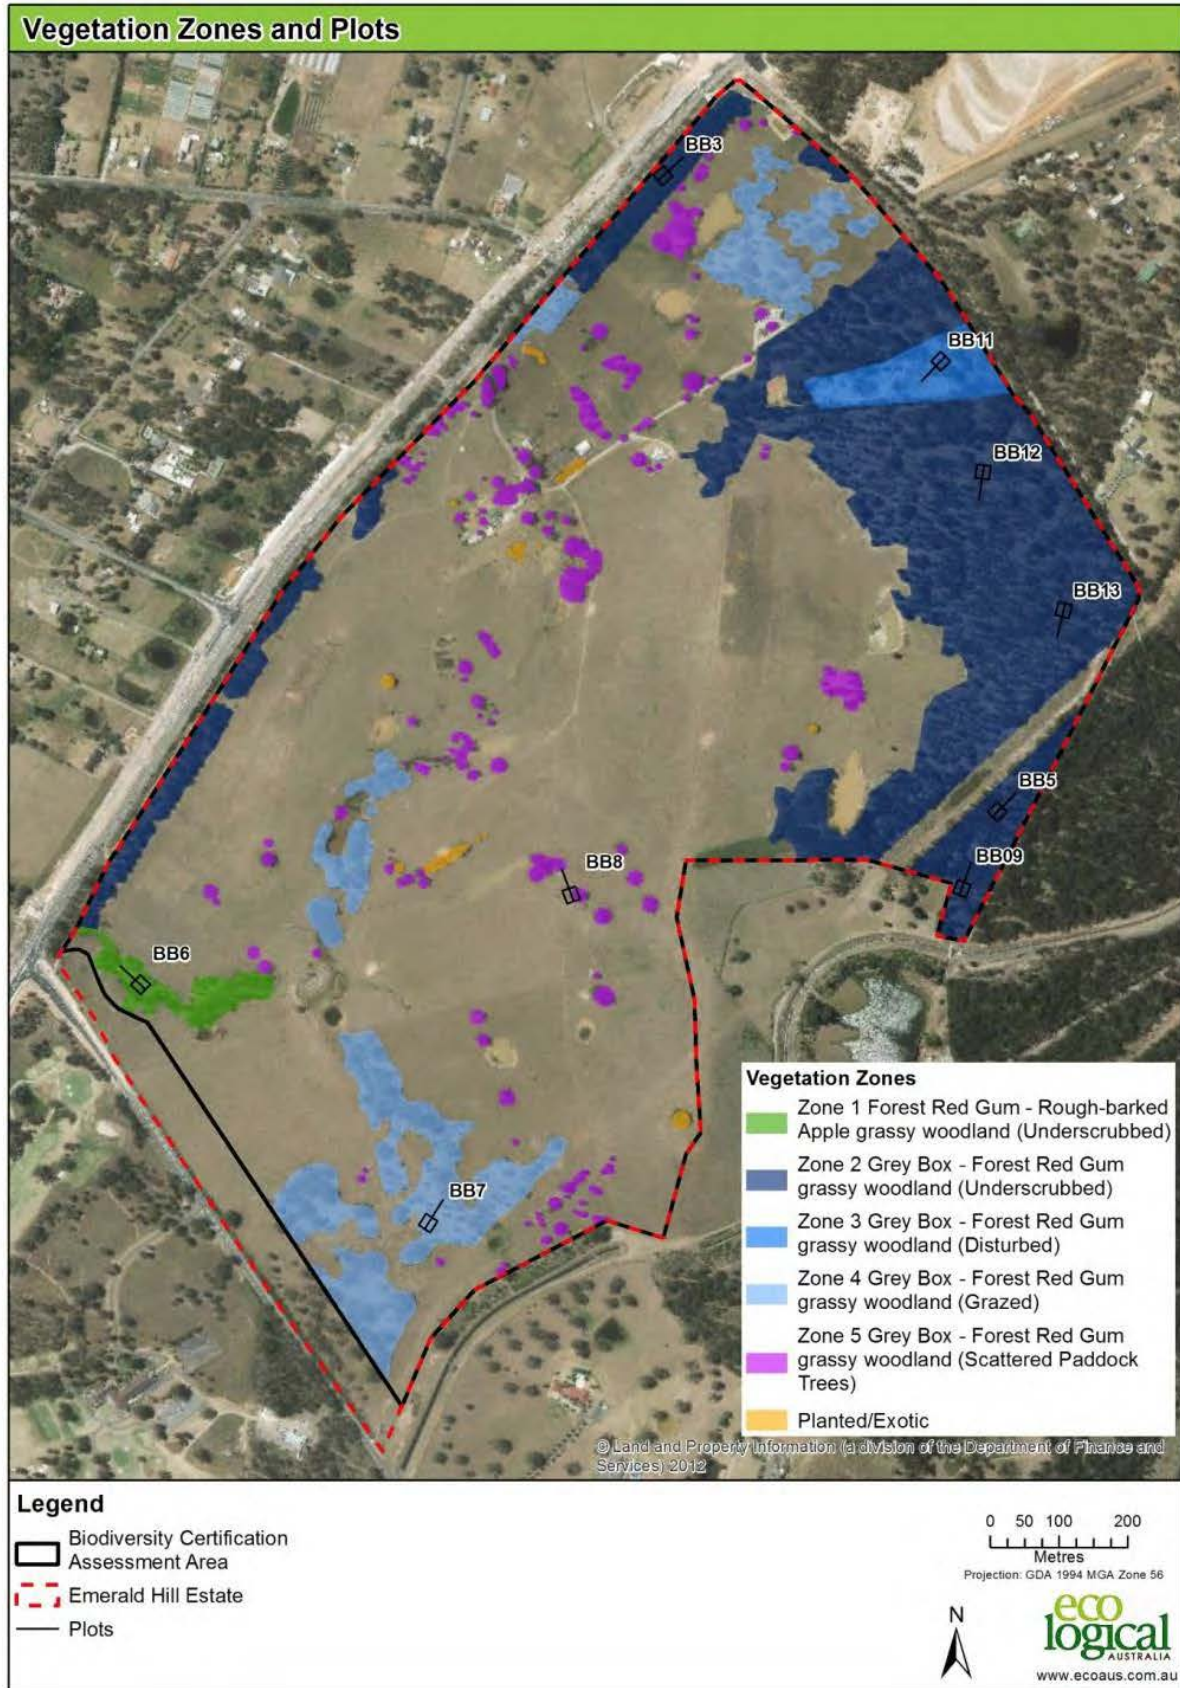 Vegetation Zones and Plots
BB3
BB11
BB12
BB13
BB5
BB09
BB8
BB6
BB7
Vegetation Zones
Zone 1 Forest Red Gum - Rough-barked
Apple grassy woodland (Underscrubbed)
Zone 2 Grey Box - Forest Red Gum
grassy woodland (Underscrubbed)
Zone 3 Grey Box - Forest Red Gum
grassy woodland (Disturbed)
Zone 4 Grey Box - Forest Red Gum
grassy woodland (Grazed)
Zone 5 Grey Box - Forest Red Gum
grassy woodland (Scattered Paddock
Trees)
Planted/Exotic
© Land and Property Information (a division of the Department of Finance and
Services) 2012
Legend
Biodiversity Certification
Assessment Area
Emerald Hill Estate
Plots
0 50 100 200
Metres
Projection: GDA 1994 MGA Zone 56
N
eco
logical
AUSTRALIA
www.ecoaus.com.au